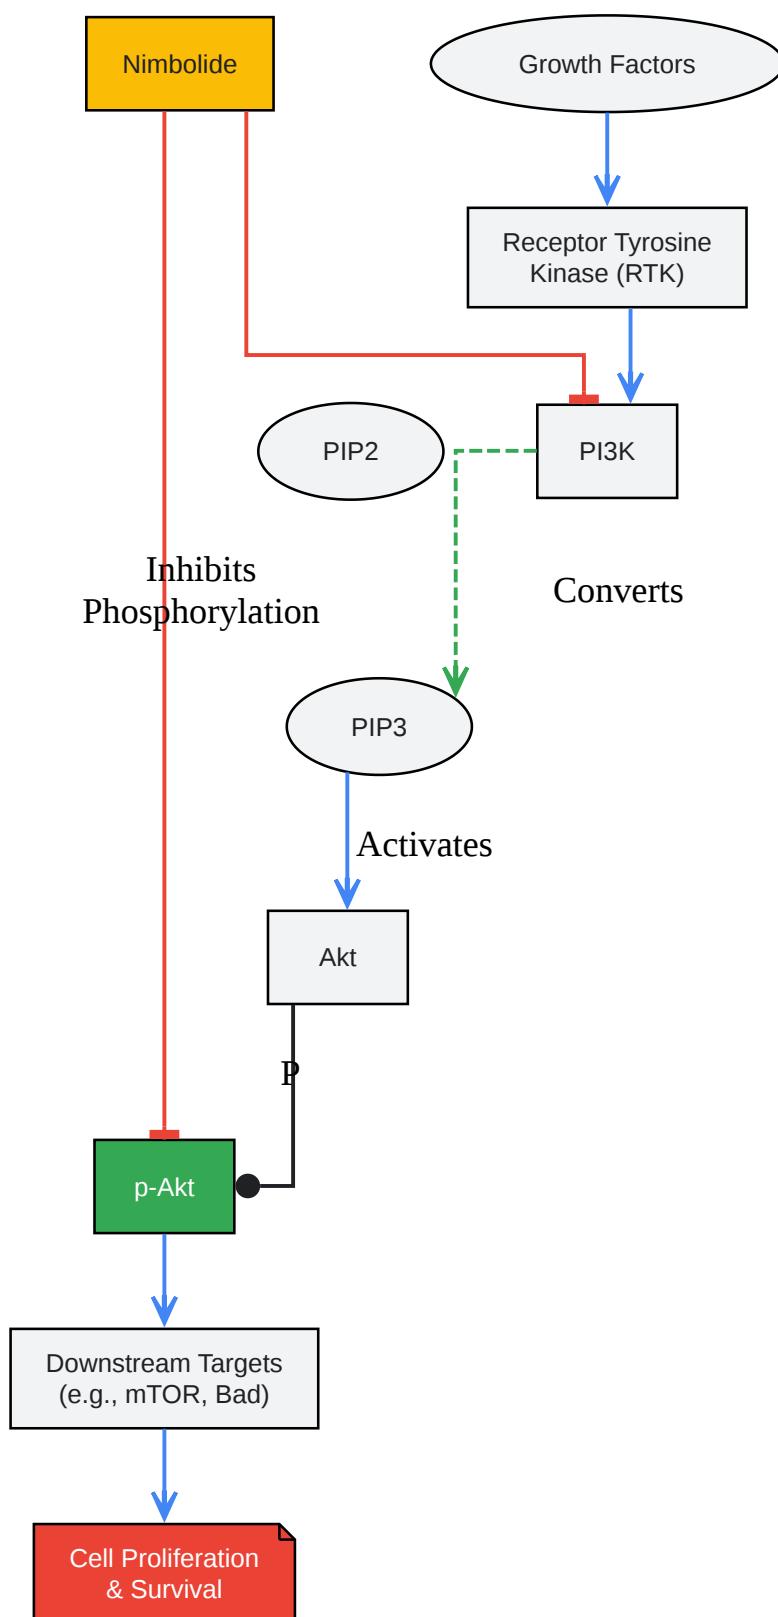 Nimbolide
Growth Factors
Receptor Tyrosine
Kinase (RTK)
PIP2
PI3K
Inhibits
Phosphorylation
Converts
PIP3
Activates
Akt
P
p-Akt
Downstream Targets
(e.g., mTOR, Bad)
Cell Proliferation
& Survival